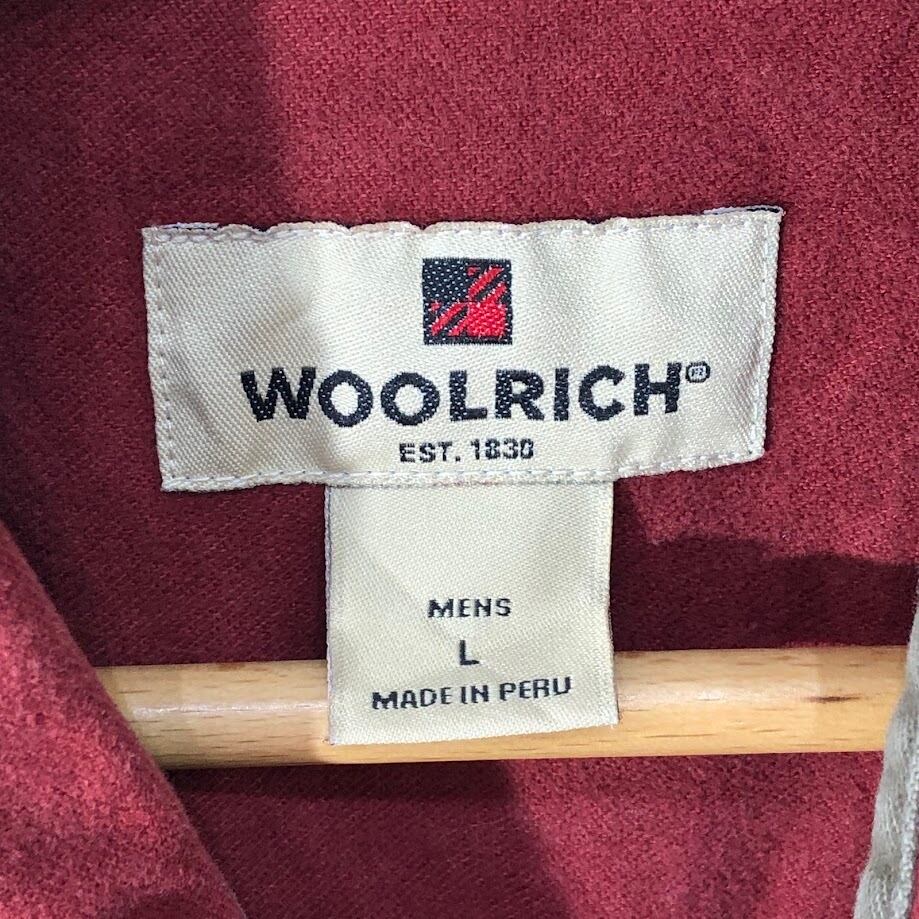 WOOLRICH®
EST. 1830
MENS
L
MADE IN PERU